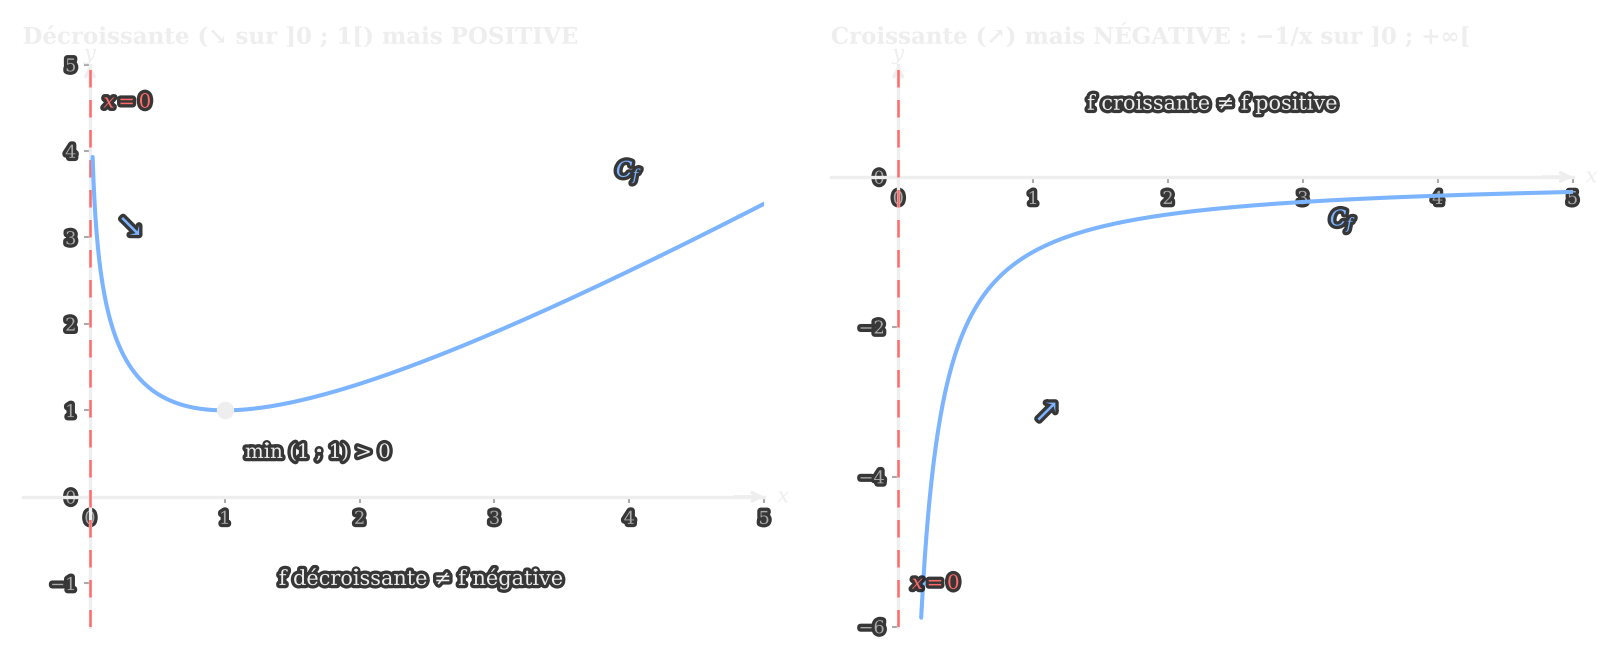 Décroissante (↘ sur ]0 ; 1[) mais POSITIVE
y
5
x = 0
4
C_f
3
↘
2
1
min (1 ; 1) > 0
0
x
0 1 2 3 4 5
f décroissante ≠ f négative
−1
Croissante (↗) mais NÉGATIVE : −1/x sur ]0 ; +∞[
y
f croissante ≠ f positive
0
x
0 1 2 3 4 5
C_f
−2
↗
−4
x = 0
−6